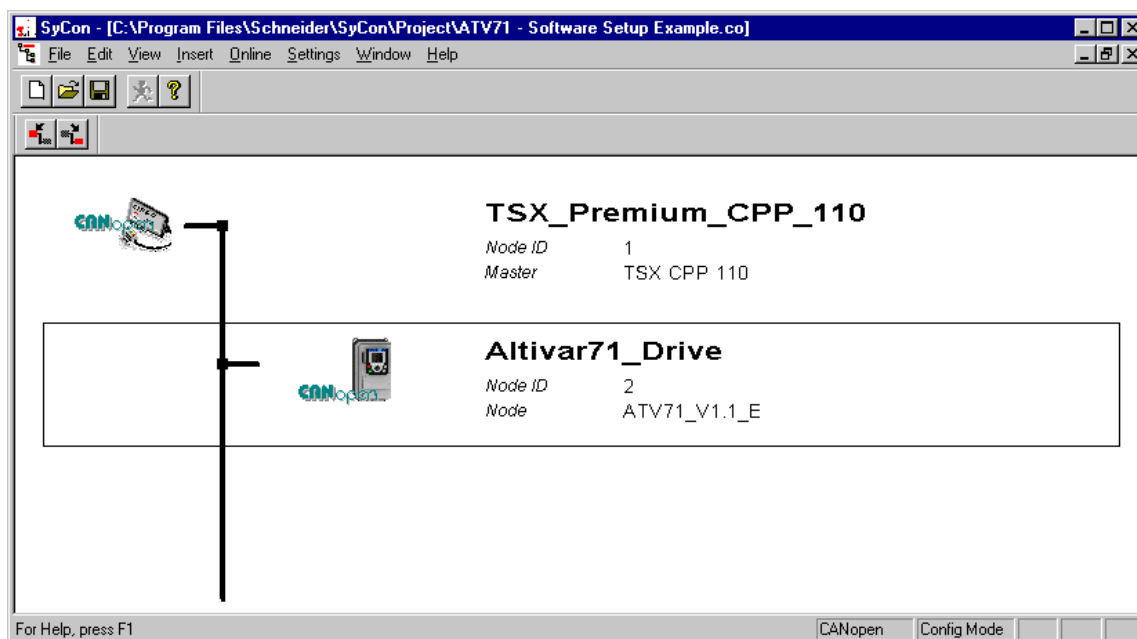 SyCon - [C:\Program Files\Schneider\SyCon\Project\ATV71 - Software Setup Example.co]
File Edit View Insert Online Settings Window Help
CANopen
TSX_Premium_CPP_110
Node ID 1
Master TSX CPP 110
CANopen
Altivar71_Drive
Node ID 2
Node ATV71_V1.1_E
For Help, press F1 CANopen Config Mode